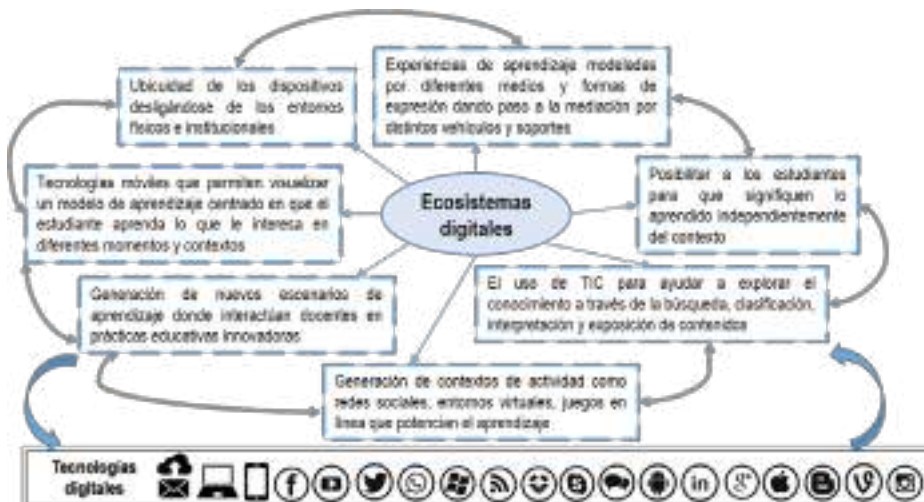 Ubicuidad de los dispositivos
desligándose de los entornos
físicos e institucionales
Experiencias de aprendizaje modeladas
por diferentes medios y formas de
expresión dando paso a la mediación por
distintos vehículos y soportes
Tecnologías móviles que permiten visualizar
un modelo de aprendizaje centrado en que el
estudiante aprenda lo que le interesa en
diferentes momentos y contextos
Ecosistemas
digitales
Posibilitar a los estudiantes
para que signifiquen lo
aprendido independientemente
del contexto
Generación de nuevos escenarios de
aprendizaje donde interactúan docentes en
prácticas educativas innovadoras
El uso de TIC para ayudar a explorar el
conocimiento a través de la búsqueda, clasificación,
interpretación y exposición de contenidos
Generación de contextos de actividad como
redes sociales, entornos virtuales, juegos en
línea que potencian el aprendizaje
Tecnologías
digitales